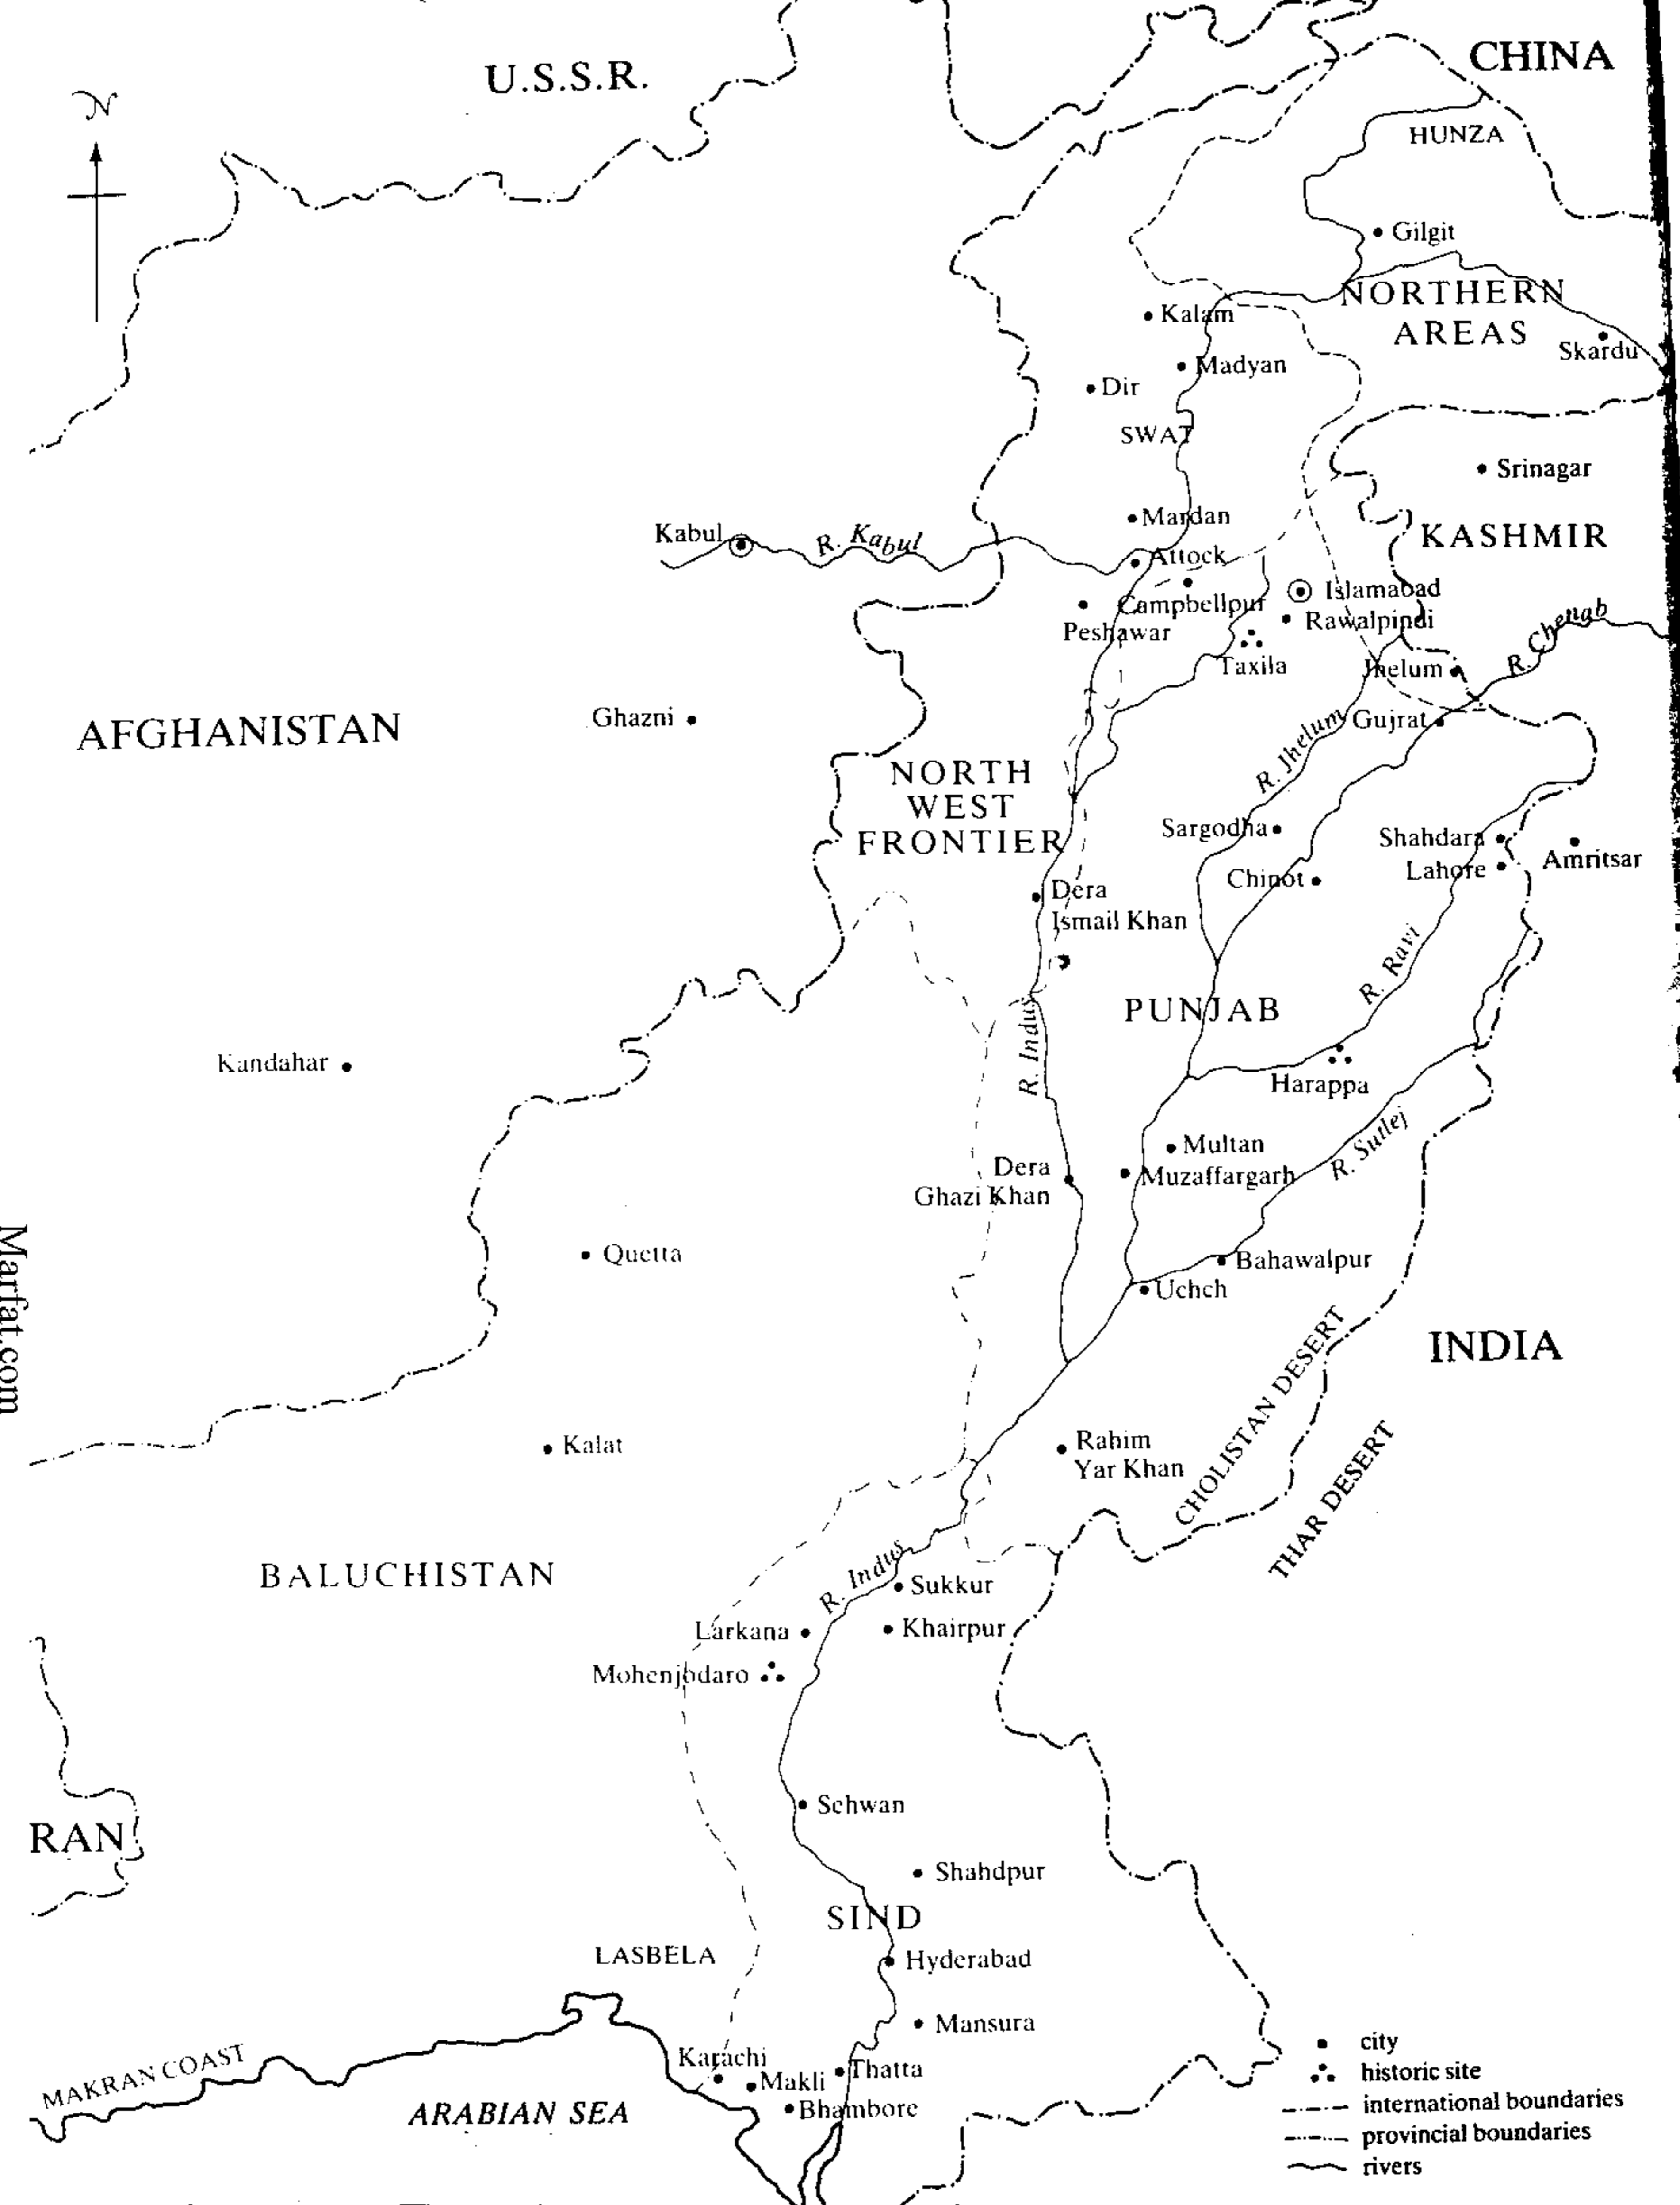 U.S.S.R.
CHINA
N
HUNZA
Gilgit
NORTHERN
AREAS
Skardu
Kalam
Madyan
Dir
SWAT
Srinagar
Mardan
KASHMIR
Kabul
R. Kabul
Attock
Campbellpur
Islamabad
Peshawar
Rawalpindi
R. Chenab
Taxila
Jhelum
AFGHANISTAN
Ghazni
R. Jhelum
Gujrat
NORTH
WEST
FRONTIER
Sargodha
Shahdara
Lahore
Amritsar
Chinot
Dera
Ismail Khan
R. Ravi
PUNJAB
R. Indus
Kandahar
Harappa
R. Sutlej
Multan
Dera
Ghazi Khan
Muzaffargarh
Marfat.com
Quetta
Bahawalpur
Uchch
INDIA
CHOLISTAN DESERT
Kalat
Rahim
Yar Khan
THAR DESERT
BALUCHISTAN
R. Indus
Sukkur
Larkana
Khairpur
Mohenjodaro
RAN
Sehwan
Shahdpur
SIND
LASBELA
Hyderabad
Mansura
MAKRAN COAST
Karachi
Makli
Thatta
Bhambore
ARABIAN SEA
city
historic site
international boundaries
provincial boundaries
rivers